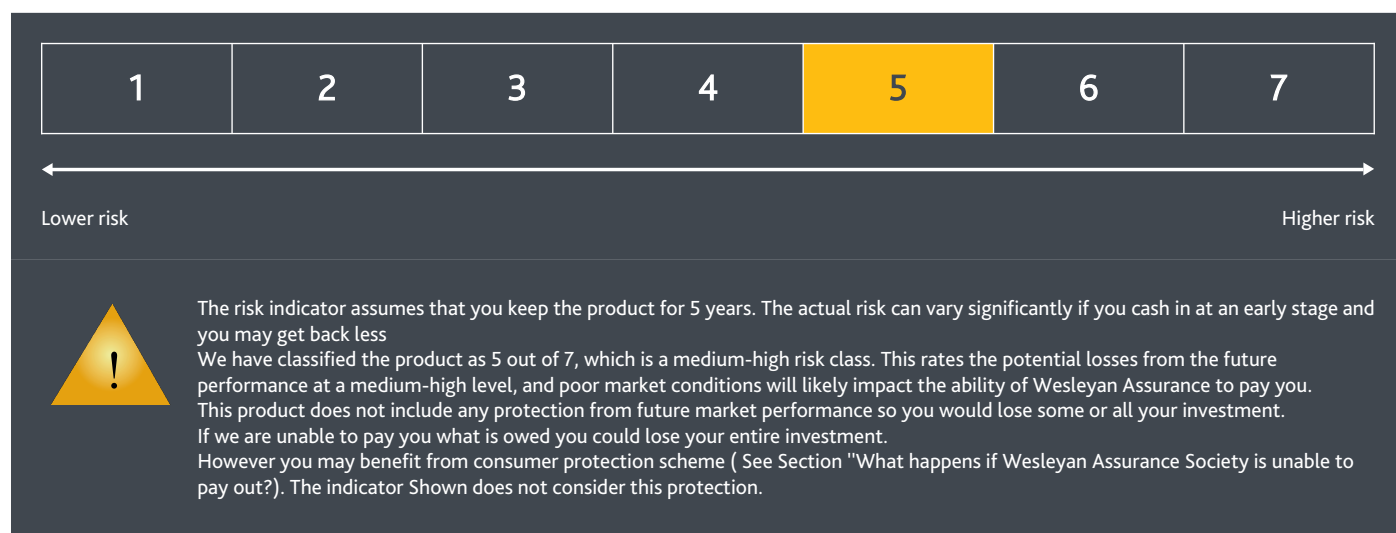 1 2 3 4 5 6 7
Lower risk Higher risk
!
The risk indicator assumes that you keep the product for 5 years. The actual risk can vary significantly if you cash in at an early stage and
you may get back less
We have classified the product as 5 out of 7, which is a medium-high risk class. This rates the potential losses from the future
performance at a medium-high level, and poor market conditions will likely impact the ability of Wesleyan Assurance to pay you.
This product does not include any protection from future market performance so you would lose some or all your investment.
If we are unable to pay you what is owed you could lose your entire investment.
However you may benefit from consumer protection scheme ( See Section "What happens if Wesleyan Assurance Society is unable to
pay out?). The indicator Shown does not consider this protection.